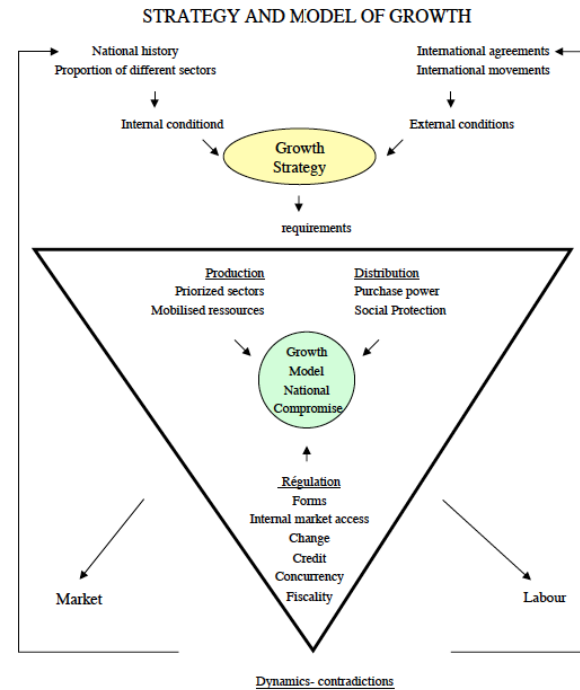 STRATEGY AND MODEL OF GROWTH
National history
Proportion of different sectors
International agreements
International movements
Internal conditiond
External conditions
Growth
Strategy
requirements
Production
Priorized sectors
Mobilised ressources
Distribution
Purchase power
Social Protection
Growth
Model
National
Compromise
Régulation
Forms
Internal market access
Change
Credit
Concurrency
Fiscality
Market
Labour
Dynamics- contradictions